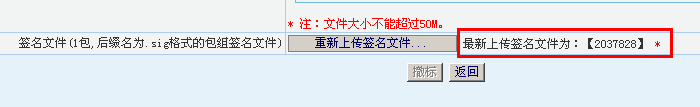 * 注：文件大小不能超过50M。
签名文件(1包,后缀名为.sig格式的包组签名文件) 重新上传签名文件... 最新上传签名文件为：【2037828】 *
撤标 返回